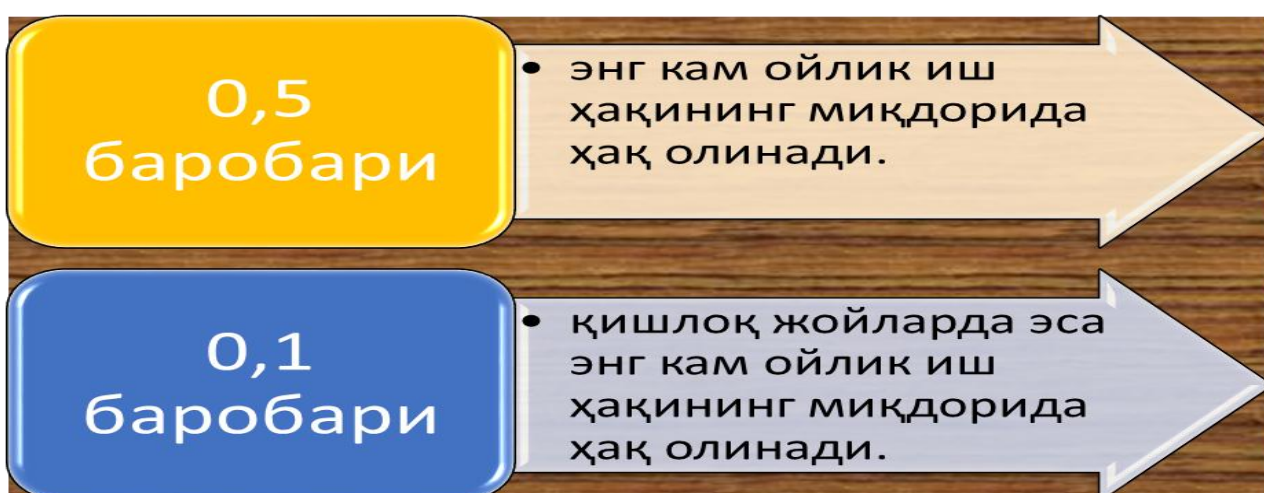 0,5
баробари
• энг кам ойлик иш
ҳақининг миқдорида
ҳақ олинади.
0,1
баробари
• қишлоқ жойларда эса
энг кам ойлик иш
ҳақининг миқдорида
ҳақ олинади.